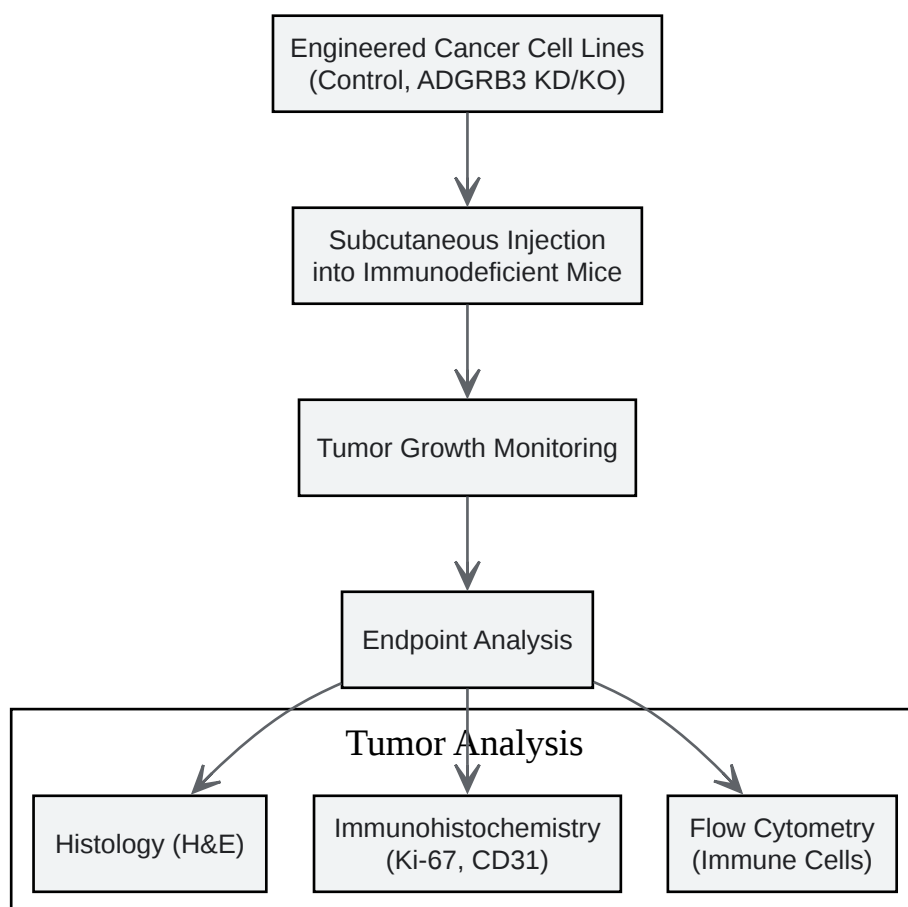 Engineered Cancer Cell Lines
(Control, ADGRB3 KD/KO)
Subcutaneous Injection
into Immunodeficient Mice
Tumor Growth Monitoring
Endpoint Analysis
Tumor Analysis
Histology (H&E)
Immunohistochemistry
(Ki-67, CD31)
Flow Cytometry
(Immune Cells)